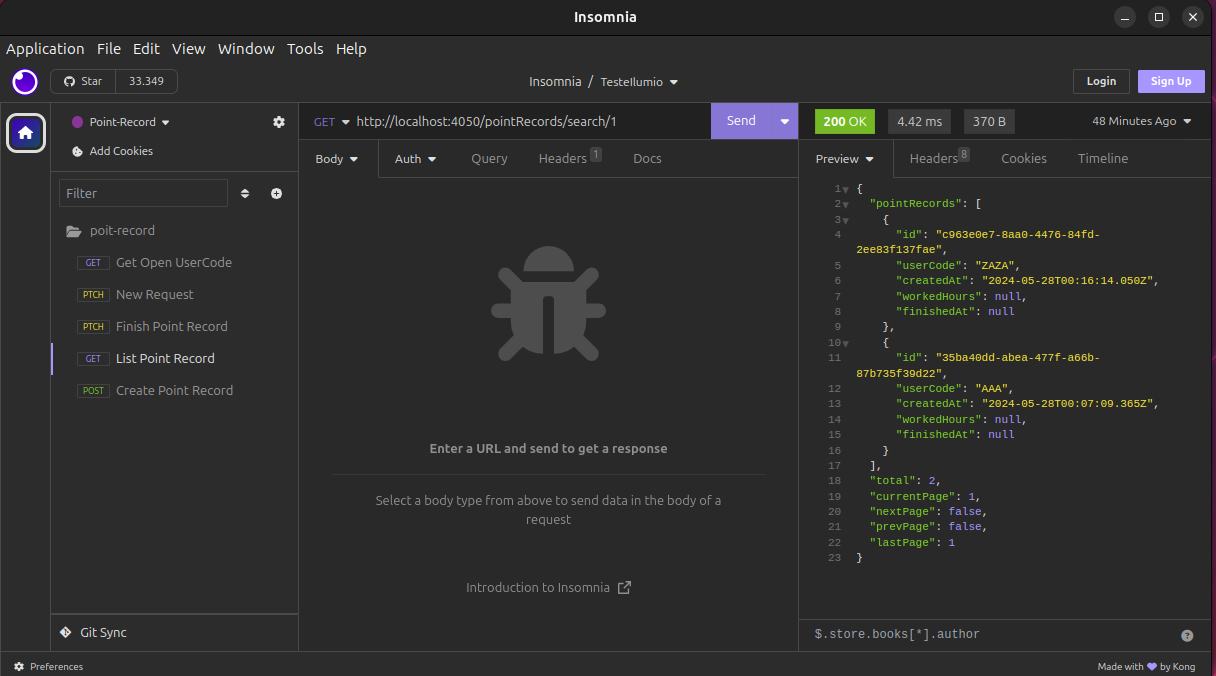 Insomnia
Application File Edit View Window Tools Help
Star 33.349
Insomnia / TesteIlumio
Login Sign Up
Point-Record
Add Cookies
Filter
poit-record
GET Get Open UserCode
PTCH New Request
PTCH Finish Point Record
GET List Point Record
POST Create Point Record
Git Sync
Preferences
GET http://localhost:4050/pointRecords/search/1 Send
Body Auth Query Headers 1 Docs
Enter a URL and send to get a response
Select a body type from above to send data in the body of a
request
Introduction to Insomnia
200 OK 4.42 ms 370 B 48 Minutes Ago
Preview Headers 8 Cookies Timeline
1 {
2 "pointRecords": [
3 {
4 "id": "c963e0e7-8aa0-4476-84fd-
2ee83f137fae",
5 "userCode": "ZAZA",
6 "createdAt": "2024-05-28T00:16:14.050Z",
7 "workedHours": null,
8 "finishedAt": null
9 },
10 {
11 "id": "35ba40dd-abea-477f-a66b-
87b735f39d22",
12 "userCode": "AAA",
13 "createdAt": "2024-05-28T00:07:09.365Z",
14 "workedHours": null,
15 "finishedAt": null
16 }
17 ],
18 "total": 2,
19 "currentPage": 1,
20 "nextPage": false,
21 "prevPage": false,
22 "lastPage": 1
23 }
$.store.books[*].author
?
Made with by Kong